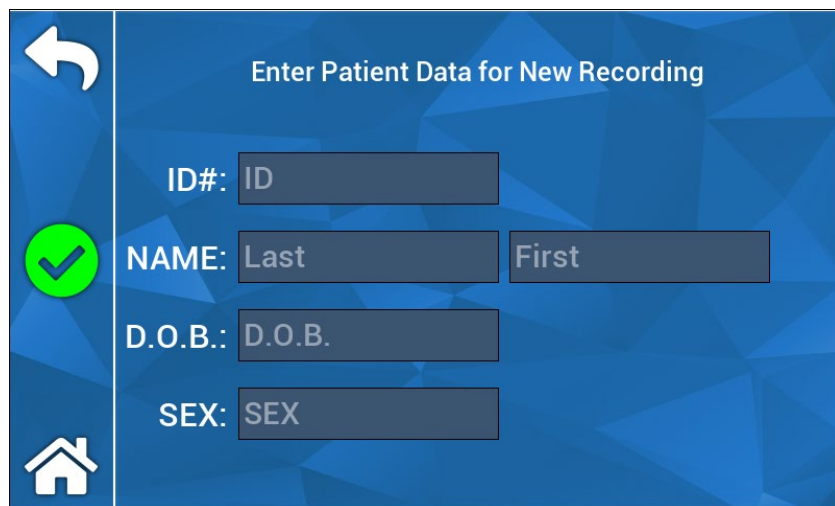 Enter Patient Data for New Recording
ID#: ID
NAME: Last First
D.O.B.: D.O.B.
SEX: SEX